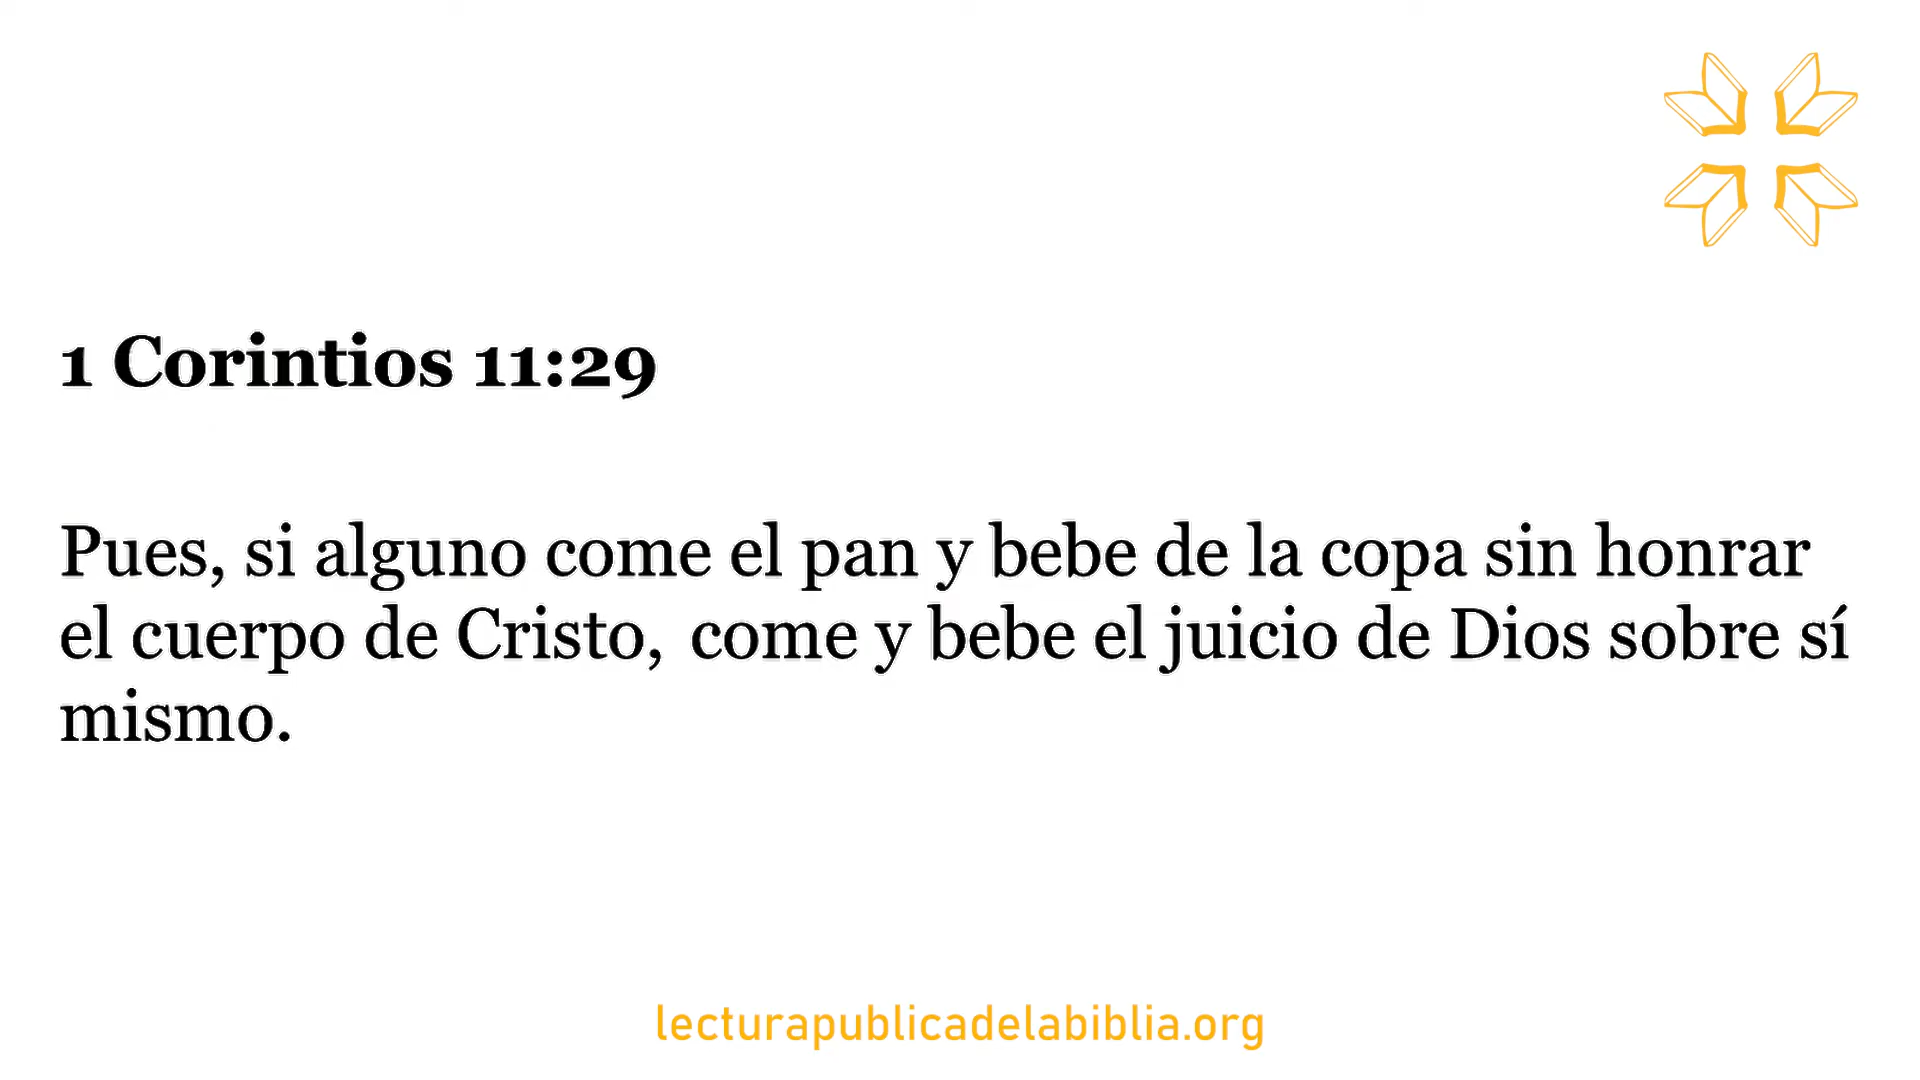 1 Corintios 11:29
Pues, si alguno come el pan y bebe de la copa sin honrar
el cuerpo de Cristo, come y bebe el juicio de Dios sobre sí
mismo.
lecturapublicadelabiblia.org